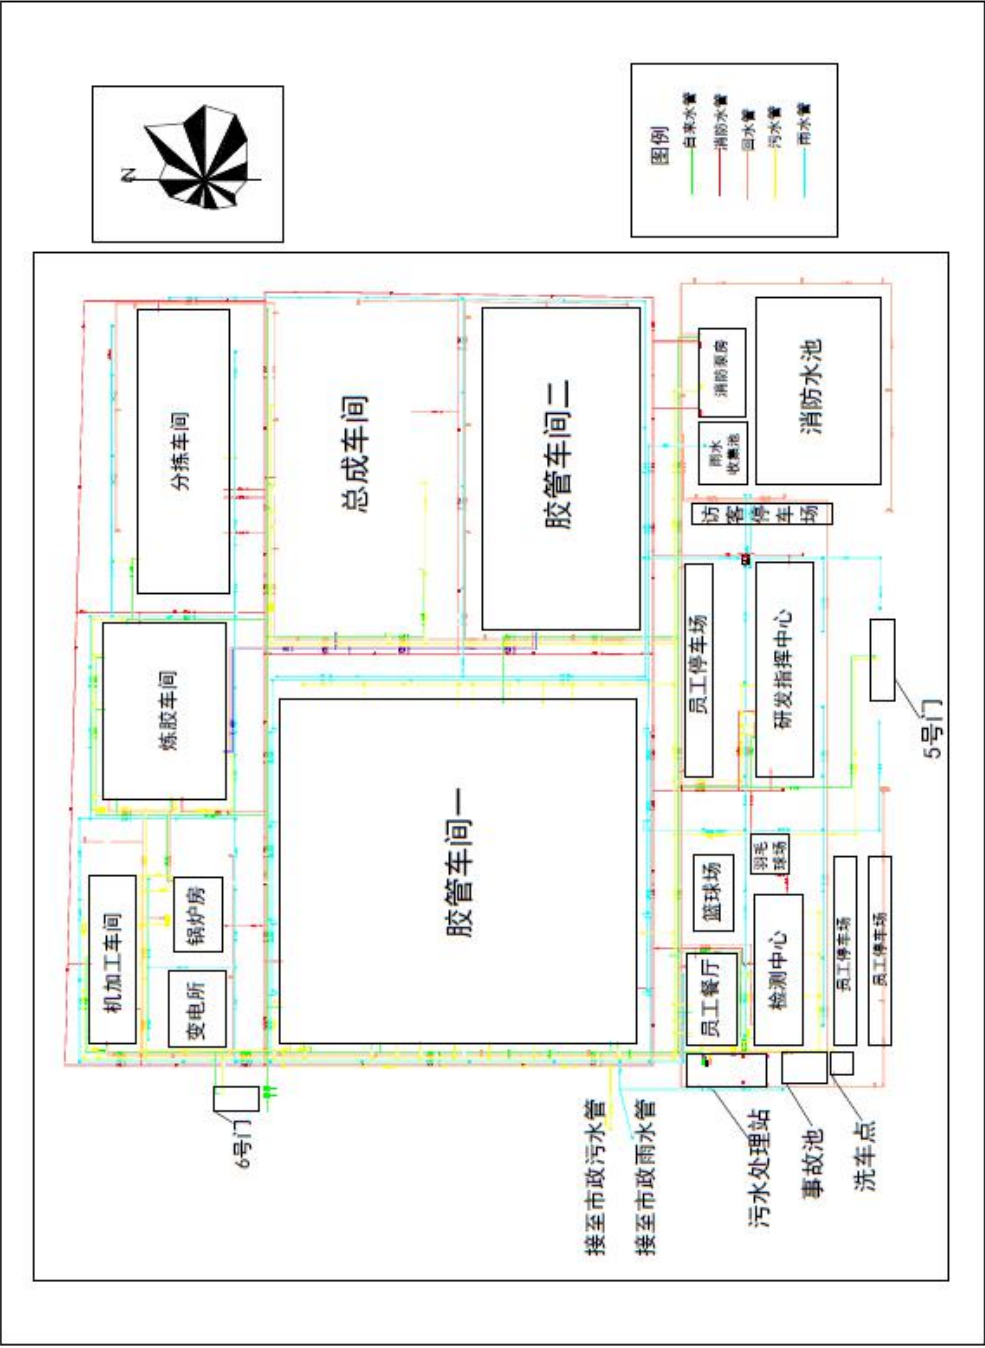 N
图例
自来水管
消防水管
回水管
污水管
雨水管
分拣车间
总成车间
胶管车间二
消防泵房
消防水池
雨水
收集池
访客停车场
炼胶车间
员工停车场
研发指挥中心
5号门
胶管车间一
机加工车间
锅炉房
变电所
篮球场
羽毛
球场
员工餐厅
检测中心
员工停车场
员工停车场
6号门
接至市政污水管
接至市政雨水管
污水处理站
事故池
洗车点